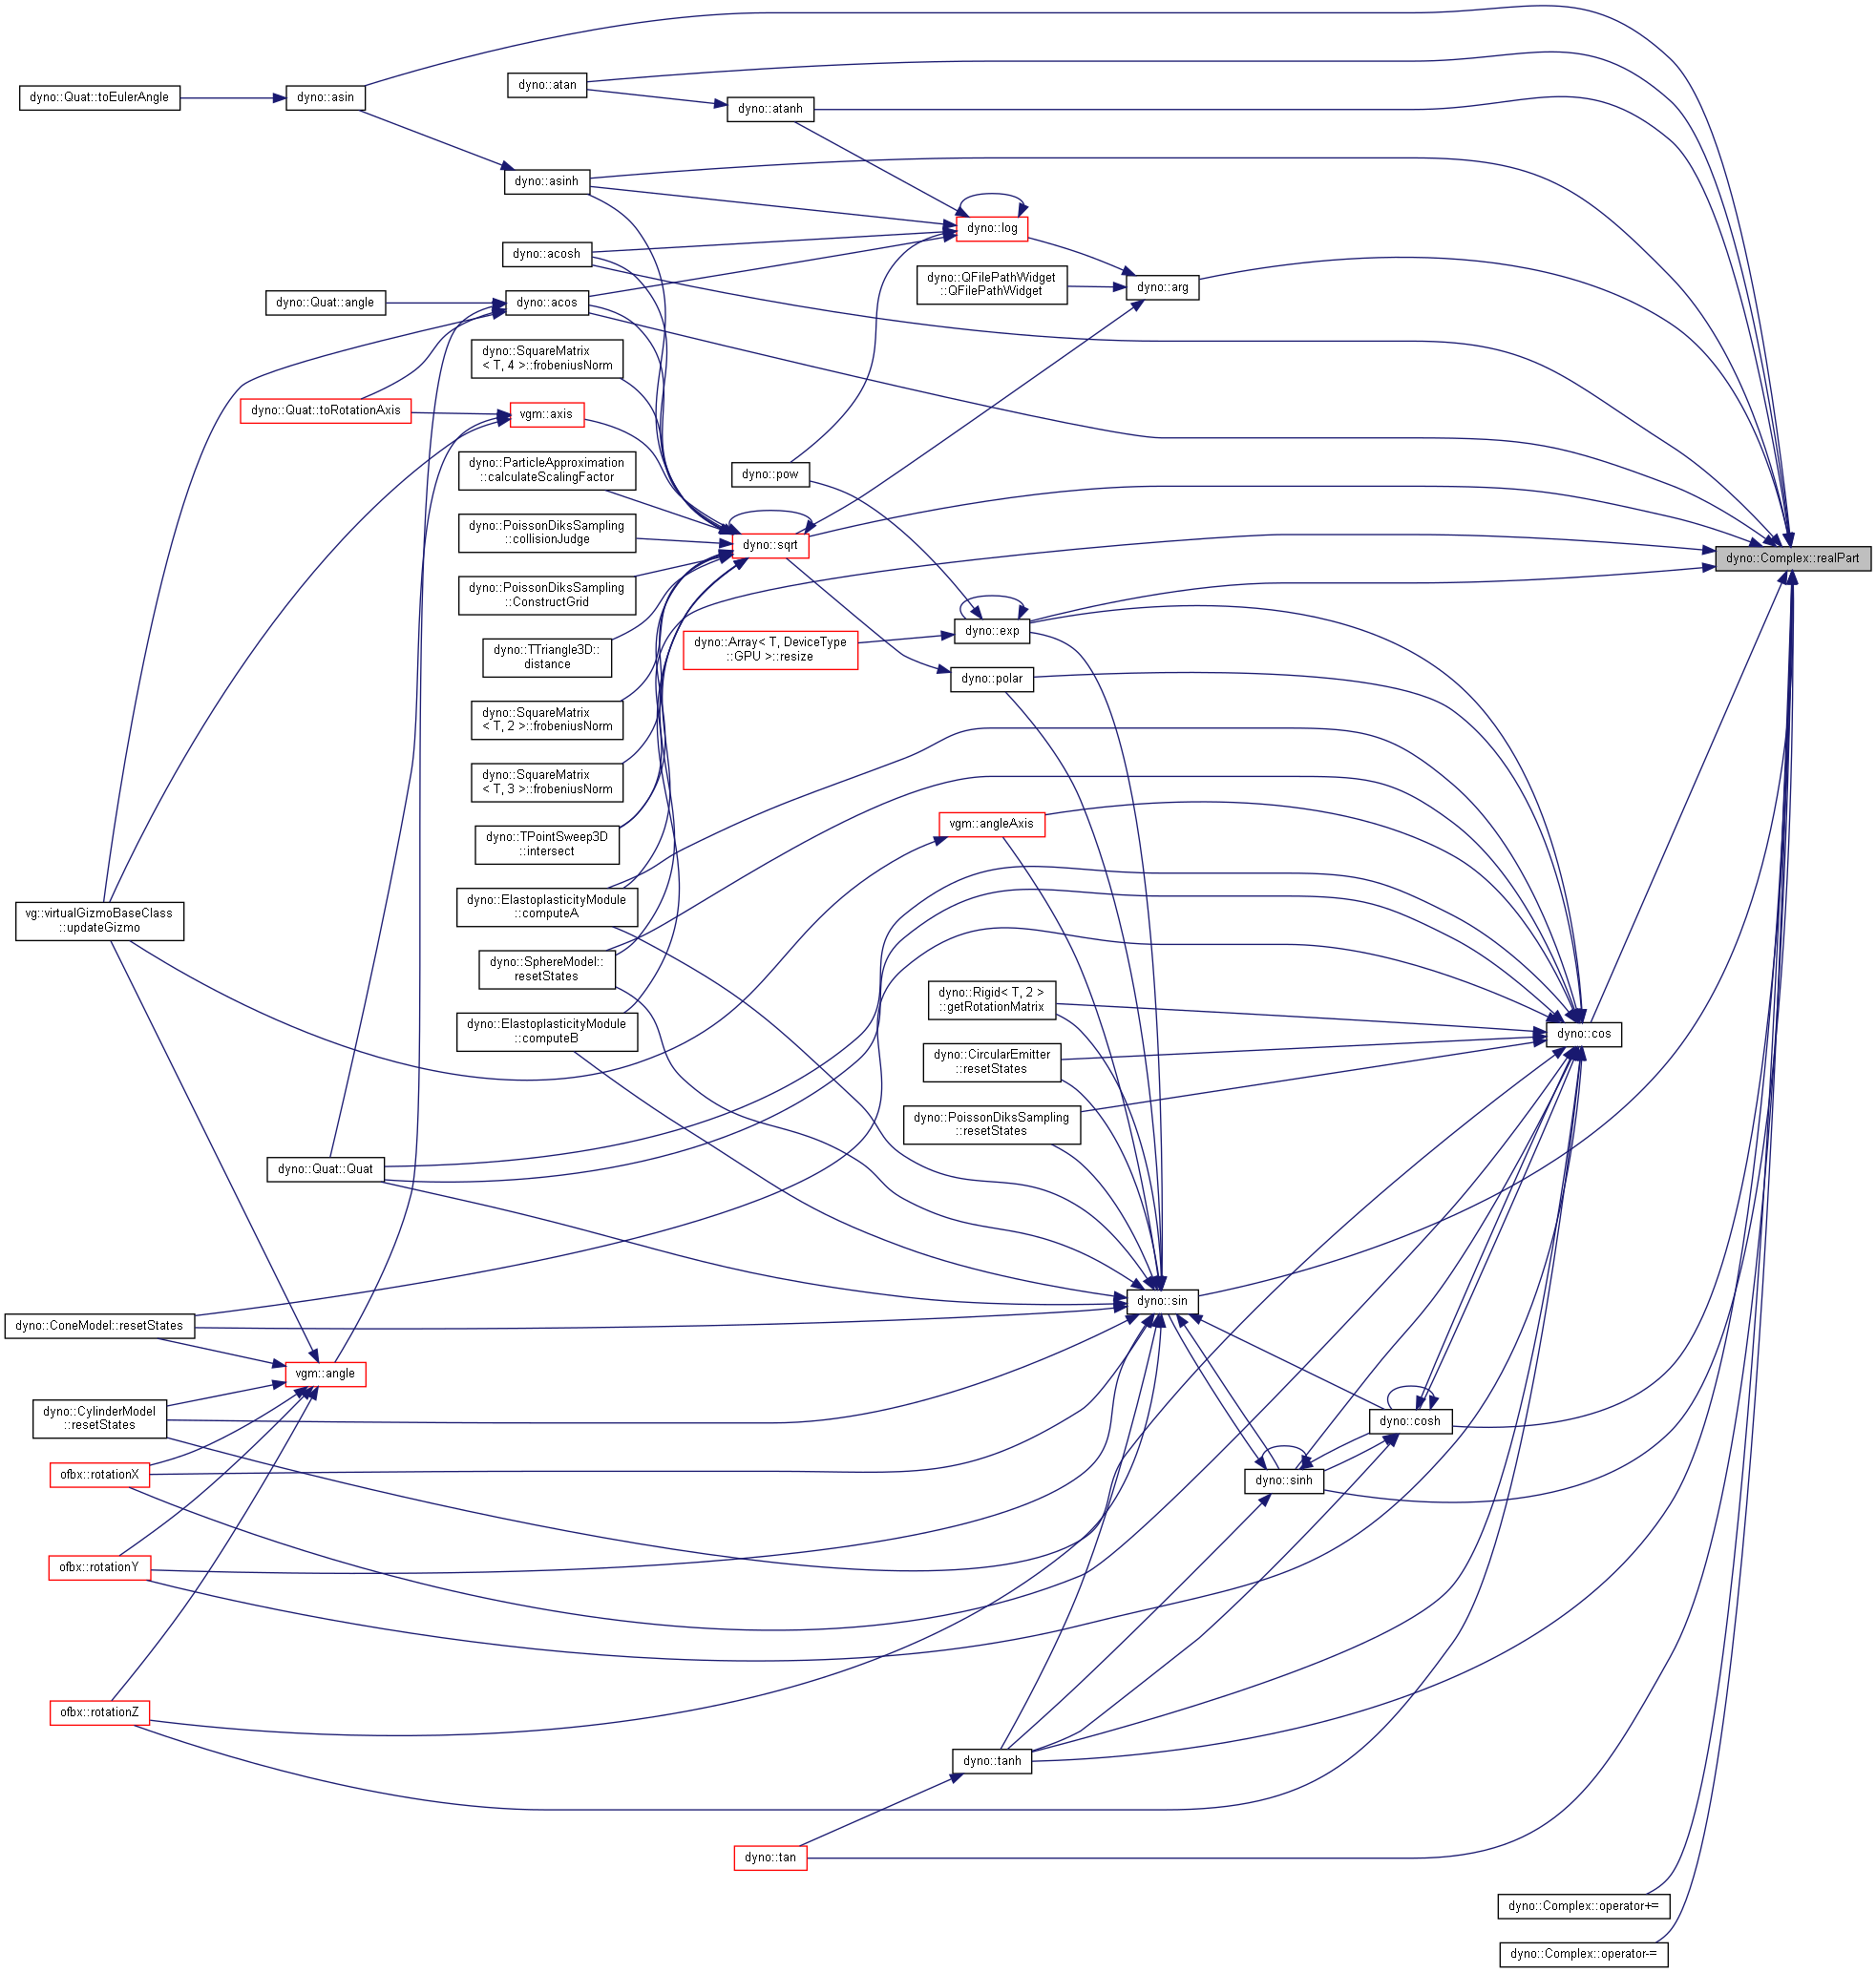 dyno::Quat::toEulerAngle
dyno::asin
dyno::atan
dyno::atanh
dyno::asinh
dyno::log
dyno::acosh
dyno::QFilePathWidget
::QFilePathWidget
dyno::arg
dyno::Quat::angle
dyno::acos
dyno::SquareMatrix
< T, 4 >::frobeniusNorm
dyno::Quat::toRotationAxis
vgm::axis
dyno::ParticleApproximation
::calculateScalingFactor
dyno::pow
dyno::PoissonDiksSampling
::collisionJudge
dyno::sqrt
dyno::Complex::realPart
dyno::PoissonDiksSampling
::ConstructGrid
dyno::exp
dyno::Array< T, DeviceType
::GPU >::resize
dyno::TTriangle3D::
distance
dyno::polar
dyno::SquareMatrix
< T, 2 >::frobeniusNorm
dyno::SquareMatrix
< T, 3 >::frobeniusNorm
vgm::angleAxis
dyno::TPointSweep3D
::intersect
dyno::ElastoplasticityModule
::computeA
vg::virtualGizmoBaseClass
::updateGizmo
dyno::SphereModel::
resetStates
dyno::Rigid< T, 2 >
::getRotationMatrix
dyno::ElastoplasticityModule
::computeB
dyno::cos
dyno::CircularEmitter
::resetStates
dyno::PoissonDiksSampling
::resetStates
dyno::Quat::Quat
dyno::sin
dyno::ConeModel::resetStates
vgm::angle
dyno::CylinderModel
::resetStates
dyno::cosh
ofbx::rotationX
dyno::sinh
ofbx::rotationY
ofbx::rotationZ
dyno::tanh
dyno::tan
dyno::Complex::operator+=
dyno::Complex::operator-=